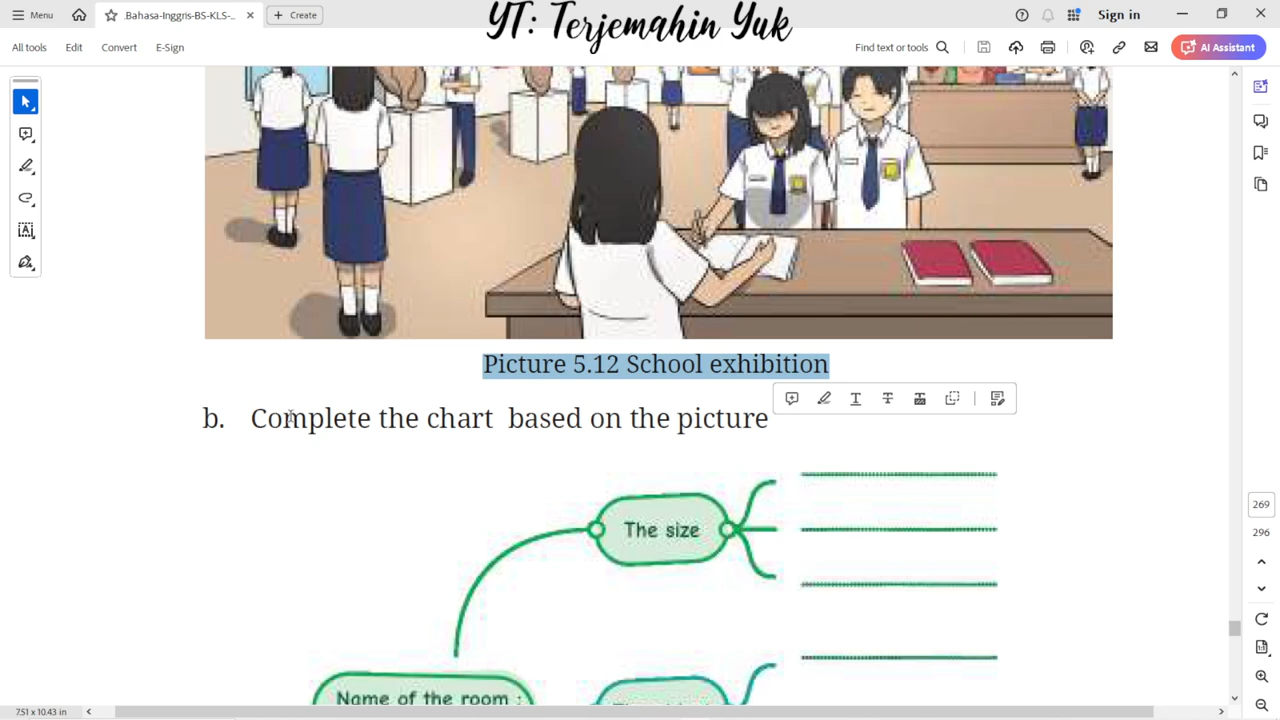 Menu
.Bahasa-Inggris-BS-KLS-...
Create
YT: Terjemahin Yuk
Sign in
All tools
Edit
Convert
E-Sign
Find text or tools
AI Assistant
Picture 5.12 School exhibition
b. Complete the chart based on the picture
The size
Name of the room :
269
296
7.51 x 10.43 in